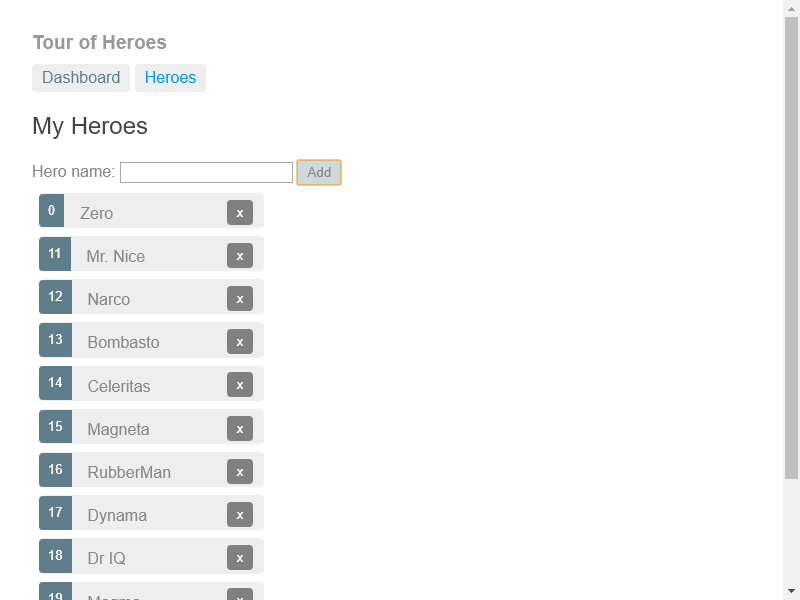 Tour of Heroes
Dashboard Heroes
My Heroes
Hero name: Add
0 Zero x
11 Mr. Nice x
12 Narco x
13 Bombasto x
14 Celeritas x
15 Magneta x
16 RubberMan x
17 Dynama x
18 Dr IQ x
19 Magma x